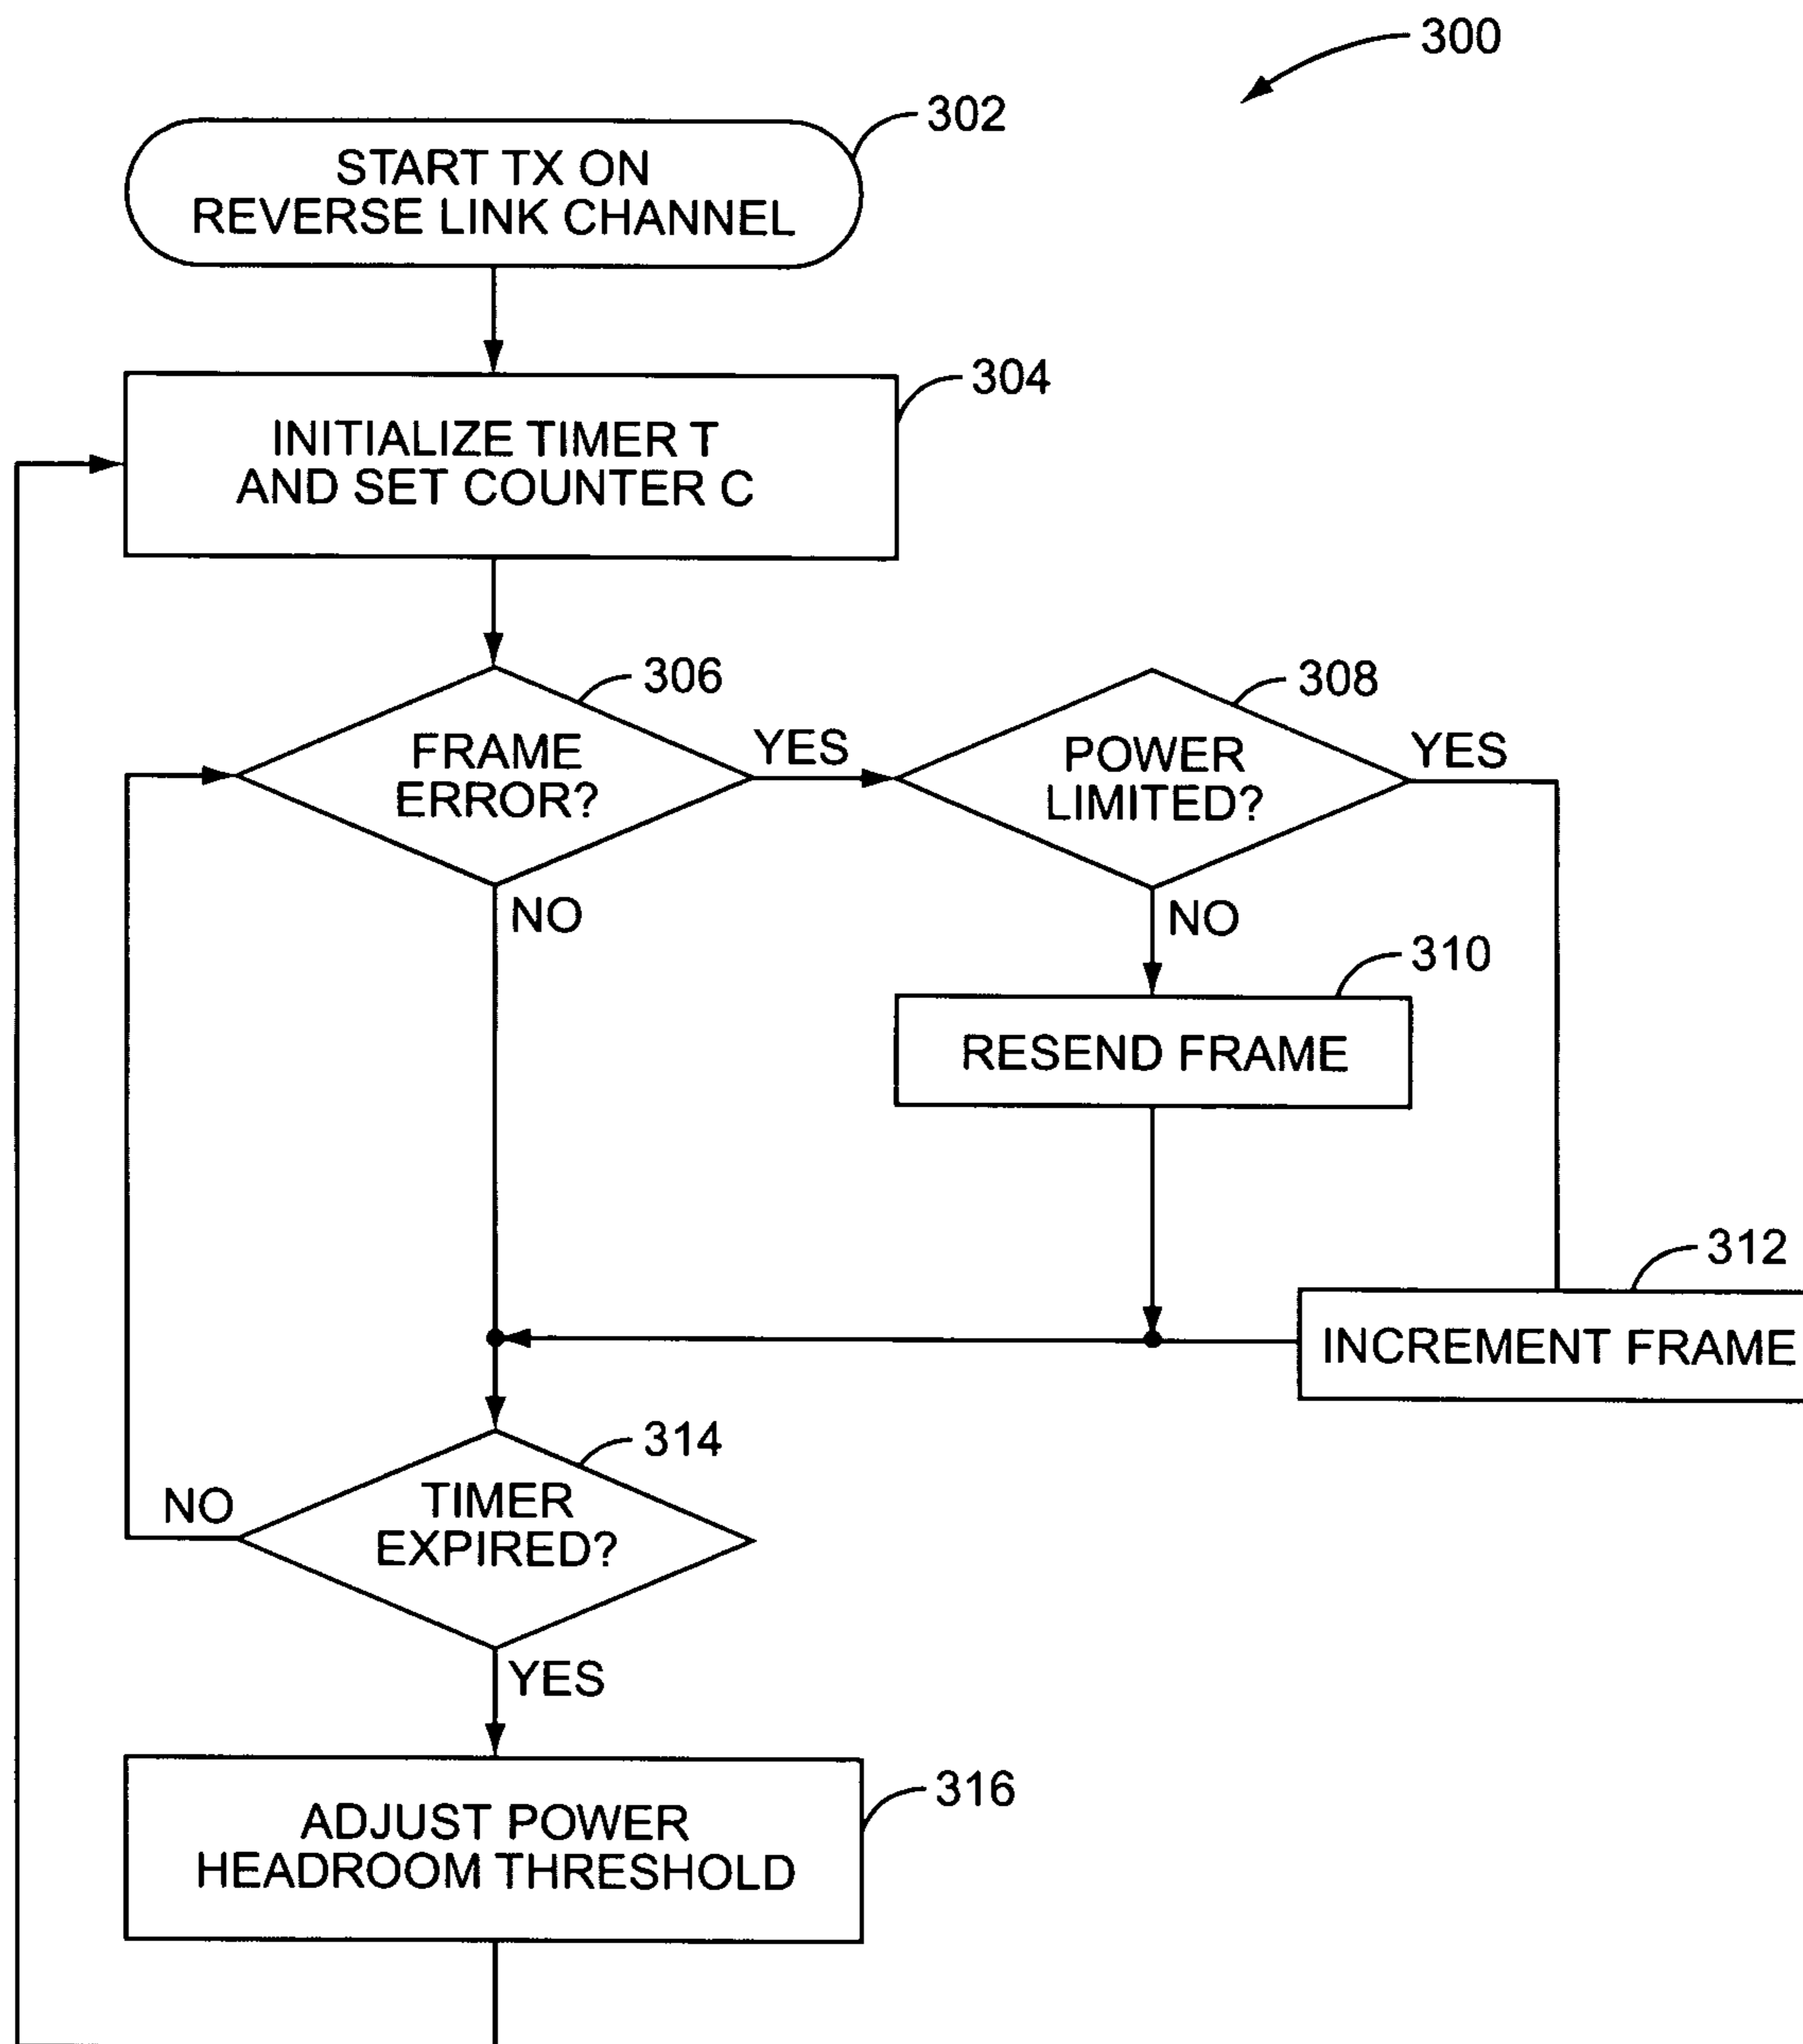 300
302
START TX ON
REVERSE LINK CHANNEL
304
INITIALIZE TIMER T
AND SET COUNTER C
306
FRAME
ERROR?
YES
NO
308
POWER
LIMITED?
YES
NO
310
RESEND FRAME
312
INCREMENT FRAME
314
TIMER
EXPIRED?
NO
YES
316
ADJUST POWER
HEADROOM THRESHOLD